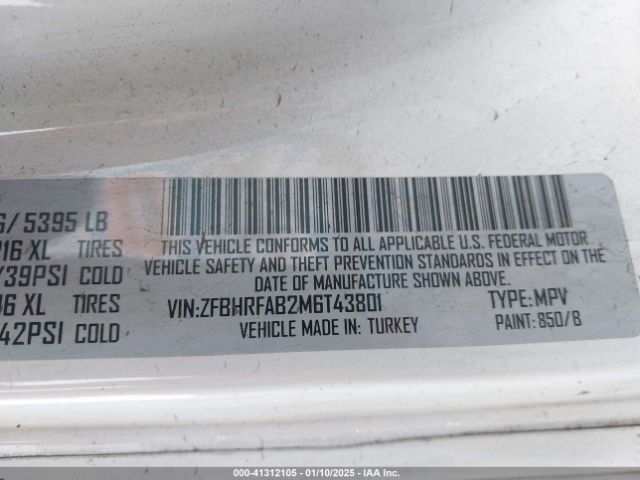 6/ 5395 LB
P16 XL TIRES
/39PSI COLD
16 XL TIRES
42PSI COLD
THIS VEHICLE CONFORMS TO ALL APPLICABLE U.S. FEDERAL MOTOR
VEHICLE SAFETY AND THEFT PREVENTION STANDARDS IN EFFECT ON THE
DATE OF MANUFACTURE SHOWN ABOVE.
VIN:ZFBHRFAB2M6T43801 TYPE: MPV
VEHICLE MADE IN: TURKEY PAINT: 850/B
000-41312105 - 01/10/2025 - IAA Inc.